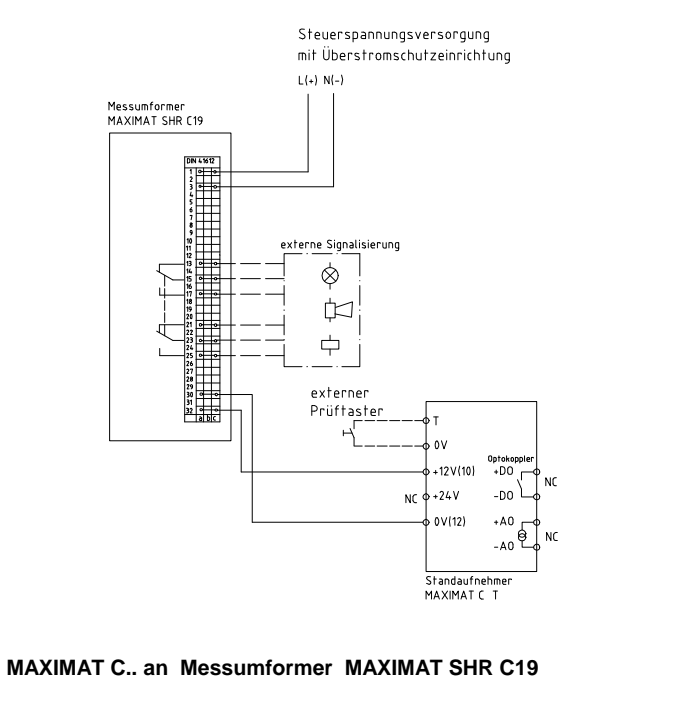 Steuerspannungsversorgung
mit Überstromschutzeinrichtung
L(+) N(-)
Messumformer
MAXIMAT SHR C19
DIN 41612
1
2
3
4
5
6
7
8
9
10
11
12
13
14
15
16
17
18
19
20
21
22
23
24
25
26
27
28
29
30
31
32
a b c
externe Signalisierung
externer
Prüftaster
T
0V
Optokoppler
+12V(10) +DO
NC
NC +24V -DO
0V(12) +AO
NC
-AO
Standaufnehmer
MAXIMAT C T
MAXIMAT C.. an Messumformer MAXIMAT SHR C19